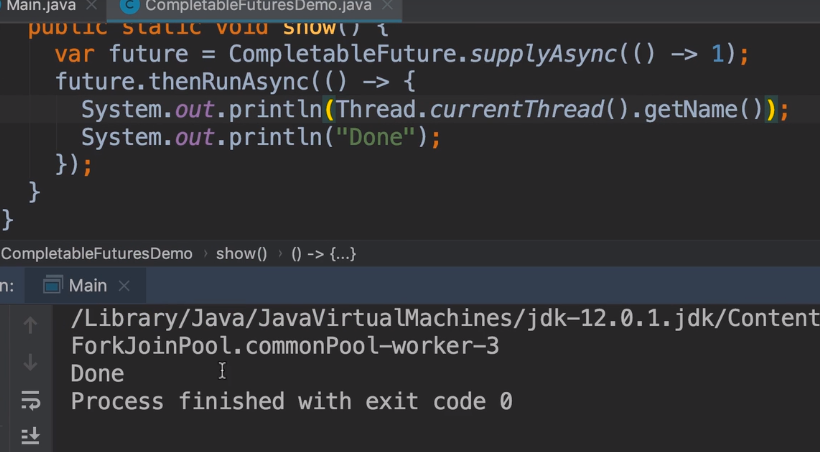 Main.java × CompletableFuturesDemo.java ×
public static void show() {
var future = CompletableFuture.supplyAsync(() -> 1);
future.thenRunAsync(() -> {
System.out.println(Thread.currentThread().getName());
System.out.println("Done");
});
}
}
CompletableFuturesDemo › show() › () -> {...}
n: Main ×
/Library/Java/JavaVirtualMachines/jdk-12.0.1.jdk/Content
ForkJoinPool.commonPool-worker-3
Done
Process finished with exit code 0